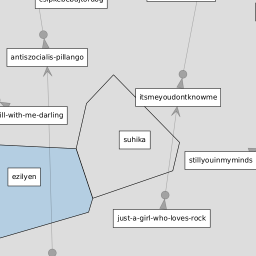 antiszocialis-pillango
itsmeyoudontknowme
ill-with-me-darling
suhika
stillyouinmyminds
ezilyen
just-a-girl-who-loves-rock